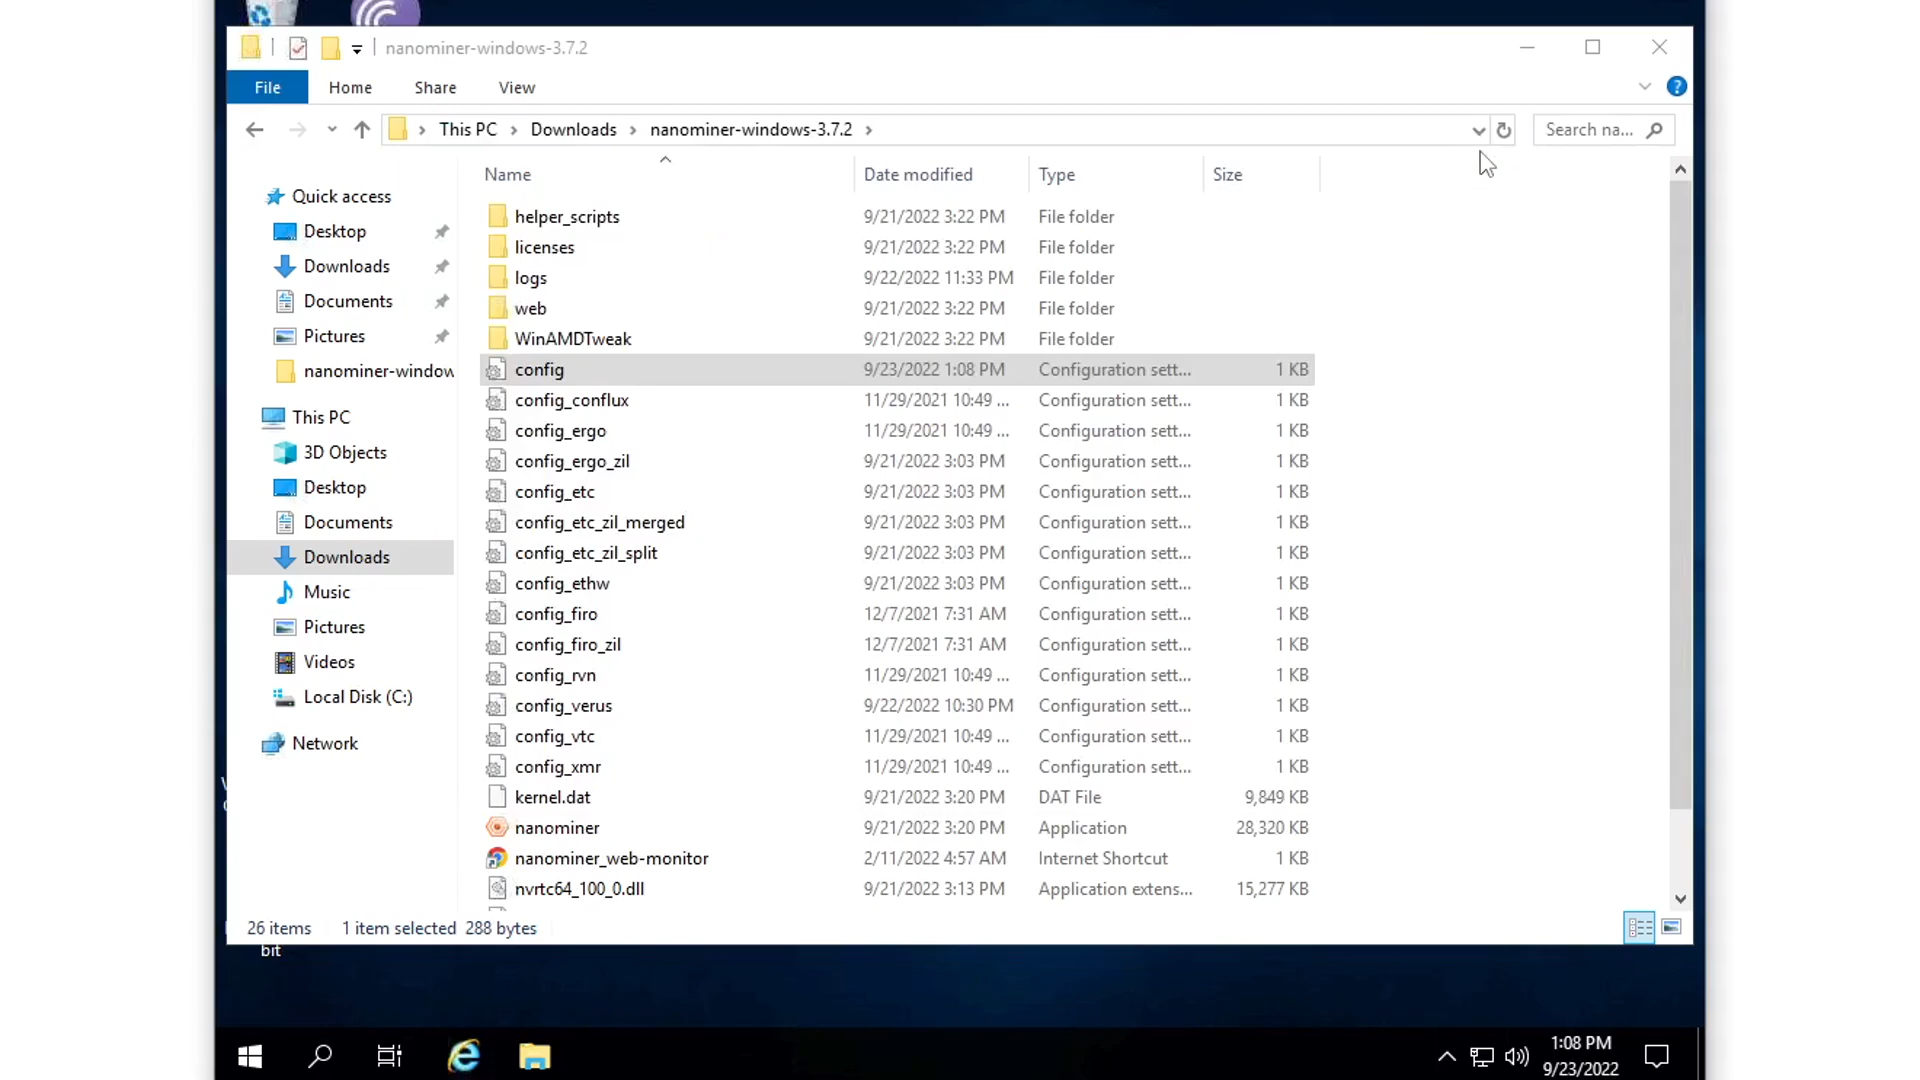 nanominer-windows-3.7.2
File Home Share View
This PC Downloads nanominer-windows-3.7.2 Search na...
Name Date modified Type Size
Quick access
Desktop
Downloads
Documents
Pictures
nanominer-window
This PC
3D Objects
Desktop
Documents
Downloads
Music
Pictures
Videos
Local Disk (C:)
Network
helper_scripts 9/21/2022 3:22 PM File folder
licenses 9/21/2022 3:22 PM File folder
logs 9/22/2022 11:33 PM File folder
web 9/21/2022 3:22 PM File folder
WinAMDTweak 9/21/2022 3:22 PM File folder
config 9/23/2022 1:08 PM Configuration sett... 1 KB
config_conflux 11/29/2021 10:49 ... Configuration sett... 1 KB
config_ergo 11/29/2021 10:49 ... Configuration sett... 1 KB
config_ergo_zil 9/21/2022 3:03 PM Configuration sett... 1 KB
config_etc 9/21/2022 3:03 PM Configuration sett... 1 KB
config_etc_zil_merged 9/21/2022 3:03 PM Configuration sett... 1 KB
config_etc_zil_split 9/21/2022 3:03 PM Configuration sett... 1 KB
config_ethw 9/21/2022 3:03 PM Configuration sett... 1 KB
config_firo 12/7/2021 7:31 AM Configuration sett... 1 KB
config_firo_zil 12/7/2021 7:31 AM Configuration sett... 1 KB
config_rvn 11/29/2021 10:49 ... Configuration sett... 1 KB
config_verus 9/22/2022 10:30 PM Configuration sett... 1 KB
config_vtc 11/29/2021 10:49 ... Configuration sett... 1 KB
config_xmr 11/29/2021 10:49 ... Configuration sett... 1 KB
kernel.dat 9/21/2022 3:20 PM DAT File 9,849 KB
nanominer 9/21/2022 3:20 PM Application 28,320 KB
nanominer_web-monitor 2/11/2022 4:57 AM Internet Shortcut 1 KB
nvrtc64_100_0.dll 9/21/2022 3:13 PM Application extens... 15,277 KB
26 items 1 item selected 288 bytes
bit
1:08 PM
9/23/2022